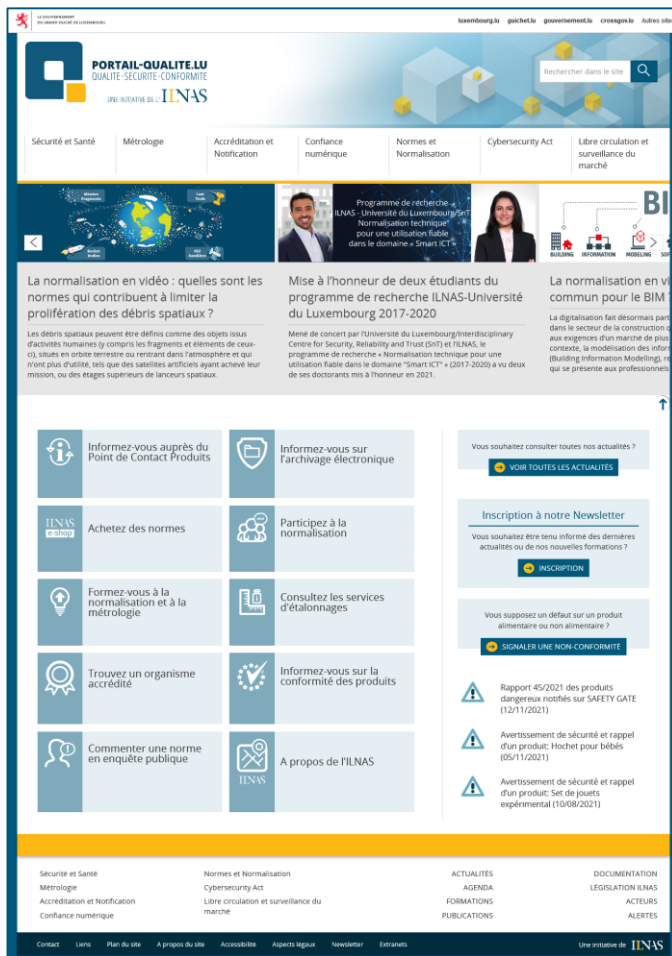 LE GOUVERNEMENT
DU GRAND-DUCHÉ DE LUXEMBOURG
luxembourg.lu guichet.lu gouvernement.lu crossgov.lu Autres site
PORTAIL-QUALITE.LU
QUALITE-SECURITE-CONFORMITE
UNE INITIATIVE DE L' ILNAS
Rechercher dans le site
Sécurité et Santé
Métrologie
Accréditation et
Notification
Confiance
numérique
Normes et
Normalisation
Cybersecurity Act
Libre circulation et
surveillance du
marché
Programme de recherche
ILNAS - Université du Luxembourg/SnT
Normalisation technique
pour une utilisation fiable
dans le domaine « Smart ICT »
BI
BUILDING INFORMATION MODELING SOF
La normalisation en vidéo : quelles sont les
normes qui contribuent à limiter la
prolifération des débris spatiaux ?
Les débris spatiaux peuvent être définis comme des objets issus
d'activités humaines (y compris les fragments et éléments de ceux-
ci), situés en orbite terrestre ou rentrant dans l'atmosphère et qui
n'ont plus d'utilité, tels que des satellites artificiels ayant achevé leur
mission, ou des étages supérieurs de lanceurs spatiaux.
Mise à l'honneur de deux étudiants du
programme de recherche ILNAS-Université
du Luxembourg 2017-2020
Mené de concert par l'Université du Luxembourg/Interdisciplinary
Centre for Security, Reliability and Trust (SnT) et l'ILNAS, le
programme de recherche « Normalisation technique pour une
utilisation fiable dans le domaine "Smart ICT" » (2017-2020) a vu deux
de ses doctorants mis à l'honneur en 2021.
La normalisation en vi
commun pour le BIM ?
La digitalisation fait désormais part
dans le secteur de la construction q
aux exigences d'un marché de plus
contexte, la modélisation des infor
(Building Information Modelling), re
qui se présente aux professionnels
Informez-vous auprès du
Point de Contact Produits
Informez-vous sur
l'archivage électronique
ILNAS
e-shop
Achetez des normes
Participez à la
normalisation
Formez-vous à la
normalisation et à la
métrologie
Consultez les services
d'étalonnages
Trouvez un organisme
accrédité
Informez-vous sur la
conformité des produits
Commenter une norme
en enquête publique
ILNAS
A propos de l'ILNAS
Vous souhaitez consulter toutes nos actualités ?
VOIR TOUTES LES ACTUALITÉS
Inscription à notre Newsletter
Vous souhaitez être tenu informé des dernières
actualités ou de nos nouvelles formations ?
INSCRIPTION
Vous supposez un défaut sur un produit
alimentaire ou non alimentaire ?
SIGNALER UNE NON-CONFORMITÉ
Rapport 45/2021 des produits
dangereux notifiés sur SAFETY GATE
(12/11/2021)
Avertissement de sécurité et rappel
d'un produit: Hochet pour bébés
(05/11/2021)
Avertissement de sécurité et rappel
d'un produit: Set de jouets
expérimental (10/08/2021)
Sécurité et Santé
Métrologie
Accréditation et Notification
Confiance numérique
Normes et Normalisation
Cybersecurity Act
Libre circulation et surveillance du
marché
ACTUALITÉS
AGENDA
FORMATIONS
PUBLICATIONS
DOCUMENTATION
LÉGISLATION ILNAS
ACTEURS
ALERTES
Contact Liens Plan du site A propos du site Accessibilité Aspects légaux Newsletter Extranets
Une initiative de ILNAS